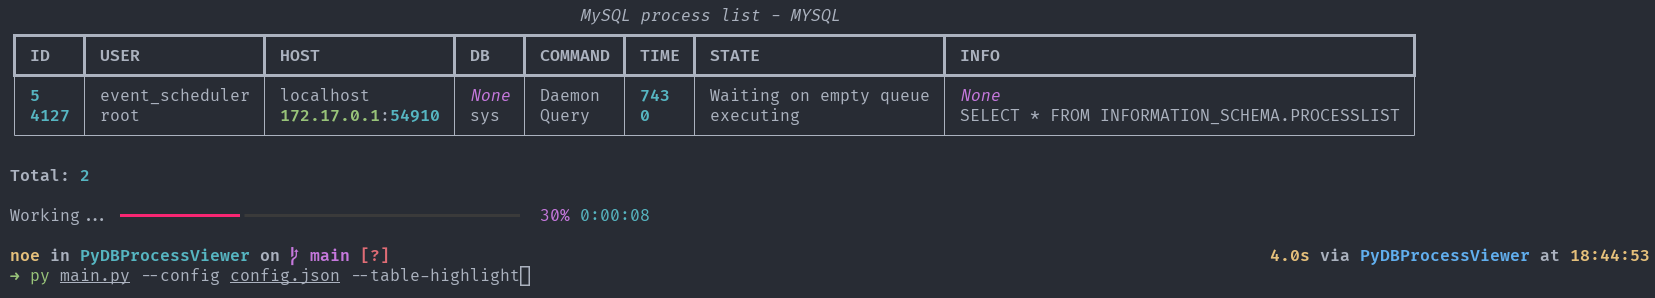 MySQL process list - MYSQL
ID USER HOST DB COMMAND TIME STATE INFO
5 event_scheduler localhost None Daemon 743 Waiting on empty queue None
4127 root 172.17.0.1:54910 sys Query 0 executing SELECT * FROM INFORMATION_SCHEMA.PROCESSLIST
Total: 2
Working... 30% 0:00:08
noe in PyDBProcessViewer on main [?] 4.0s via PyDBProcessViewer at 18:44:53
→ py main.py --config config.json --table-highlight